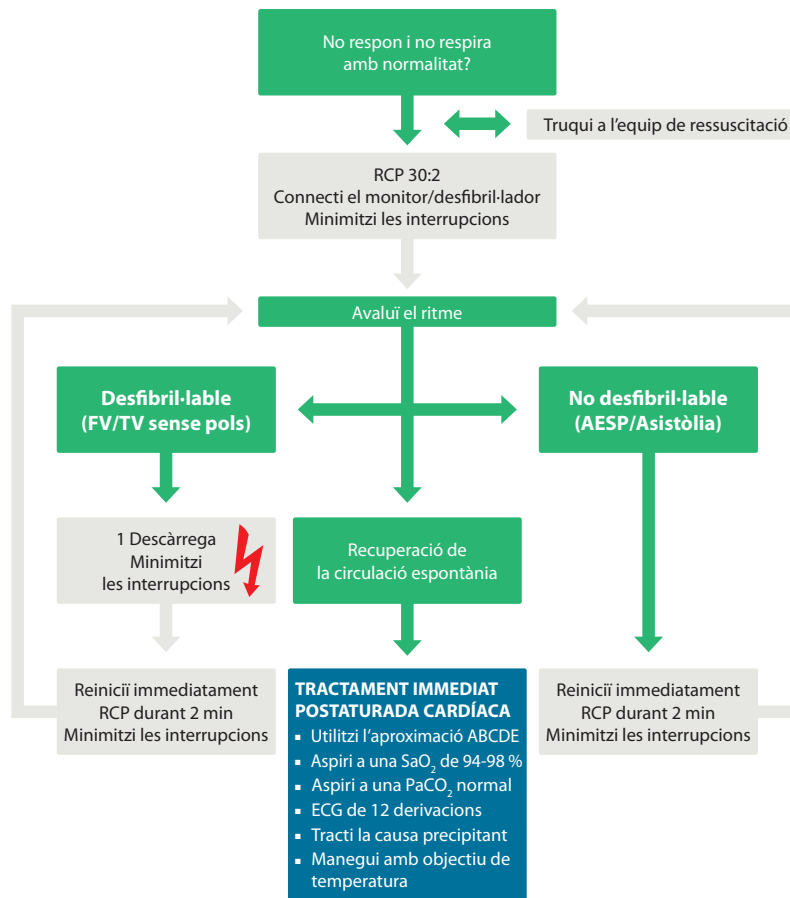 No respon i no respira
amb normalitat?
Truqui a l'equip de ressuscitació
RCP 30:2
Connecti el monitor/desfibril·lador
Minimitzi les interrupcions
Avaluï el ritme
Desfibril·lable
(FV/TV sense pols)
No desfibril·lable
(AESP/Asistòlia)
1 Descàrrega
Minimitzi
les interrupcions
Recuperació de
la circulació espontània
Reiniciï immediatament
RCP durant 2 min
Minimitzi les interrupcions
TRACTAMENT IMMEDIAT
POSTATURADA CARDÍACA
▪ Utilitzi l'aproximació ABCDE
▪ Aspiri a una SaO₂ de 94-98 %
▪ Aspiri a una PaCO₂ normal
▪ ECG de 12 derivacions
▪ Tracti la causa precipitant
▪ Manegui amb objectiu de
temperatura
Reiniciï immediatament
RCP durant 2 min
Minimitzi les interrupcions